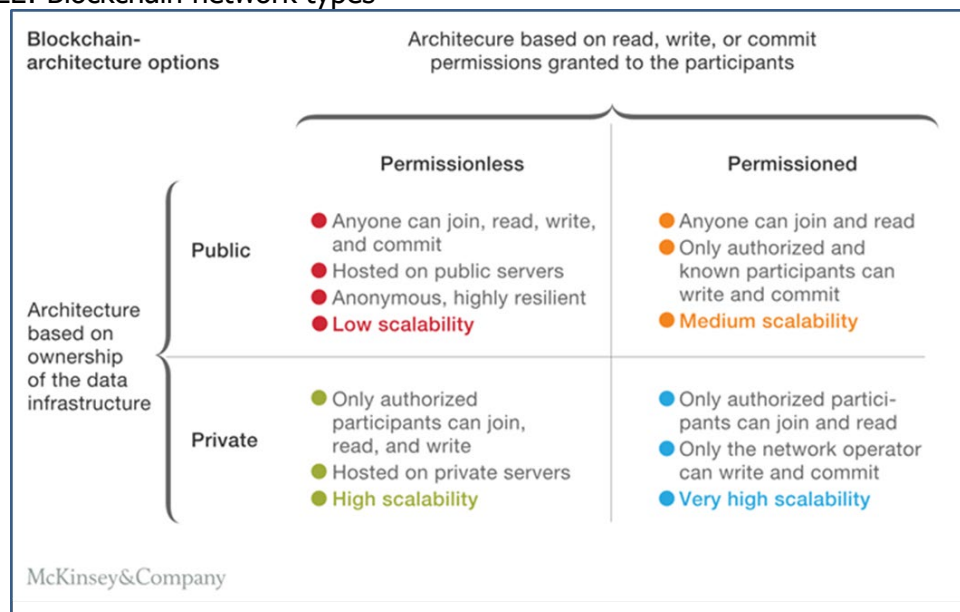 22. Blockchain network types
Blockchain-
architecture options
Architecure based on read, write, or commit
permissions granted to the participants
Permissionless
Permissioned
Architecture
based on
ownership
of the data
infrastructure
Public
Anyone can join, read, write,
and commit
Hosted on public servers
Anonymous, highly resilient
Low scalability
Anyone can join and read
Only authorized and
known participants can
write and commit
Medium scalability
Private
Only authorized
participants can join,
read, and write
Hosted on private servers
High scalability
Only authorized partici-
pants can join and read
Only the network operator
can write and commit
Very high scalability
McKinsey&Company